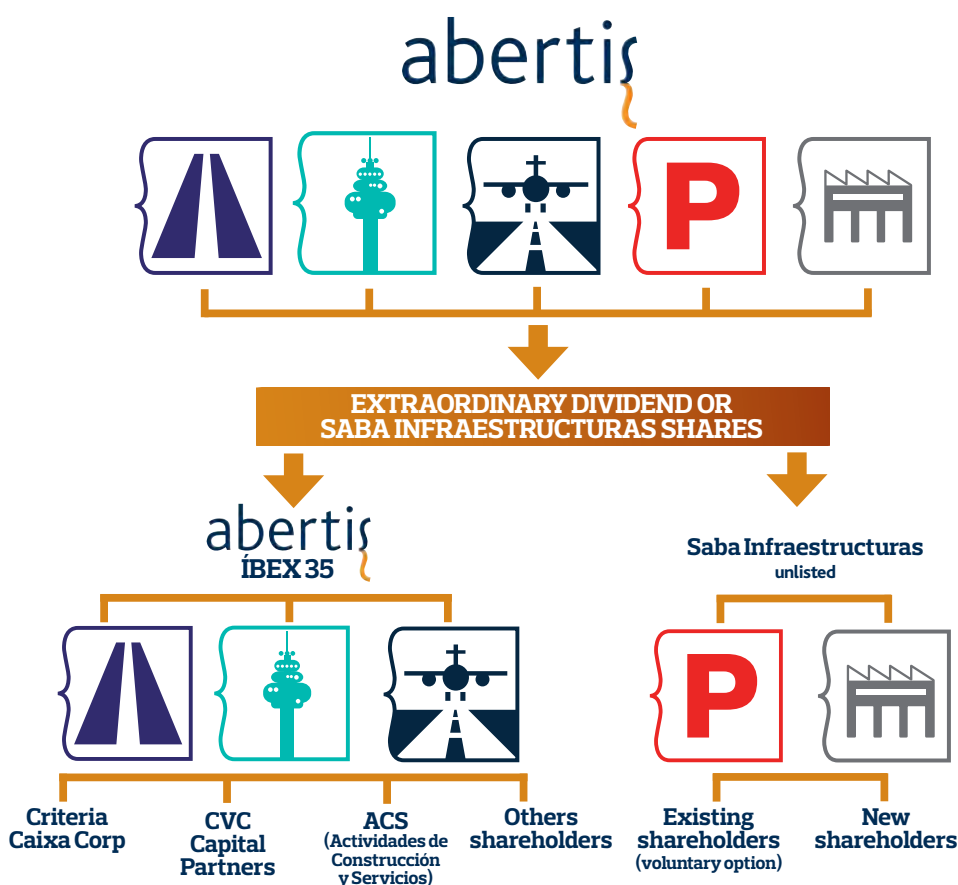 abertis
P
EXTRAORDINARY DIVIDEND OR
SABA INFRAESTRUCTURAS SHARES
abertis
ÍBEX 35
Saba Infraestructuras
unlisted
P
Criteria
Caixa Corp
CVC
Capital
Partners
ACS
(Actividades de
Construcción
y Servicios)
Others
shareholders
Existing
shareholders
(voluntary option)
New
shareholders